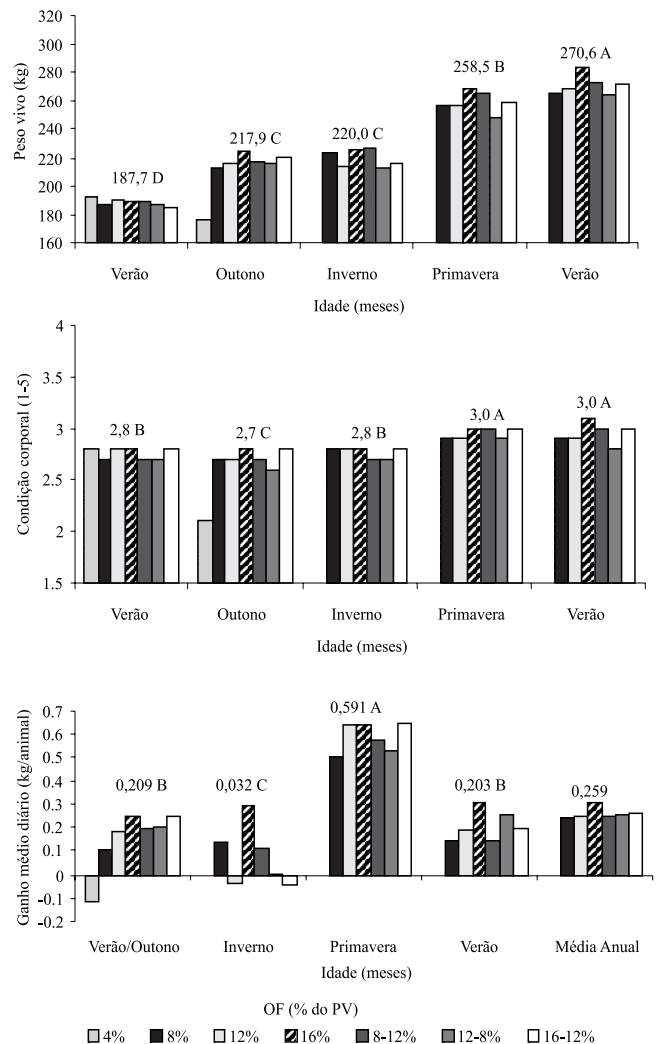 Peso vivo (kg)
320
300
280
260
240
220
200
180
160
187,7 D
217,9 C
220,0 C
258,5 B
270,6 A
Verão Outono Inverno Primavera Verão
Idade (meses)
Condição corporal (1-5)
4
3.5
3
2.5
2
1.5
2,8 B
2,7 C
2,8 B
3,0 A
3,0 A
Verão Outono Inverno Primavera Verão
Idade (meses)
Ganho médio diário (kg/animal)
0.7
0.6
0.5
0.4
0.3
0.2
0.1
0
-0.1
-0.2
0,209 B
0,032 C
0,591 A
0,203 B
0,259
Verão/Outono Inverno Primavera Verão Média Anual
Idade (meses)
OF (% do PV)
4% 8% 12% 16% 8-12% 12-8% 16-12%